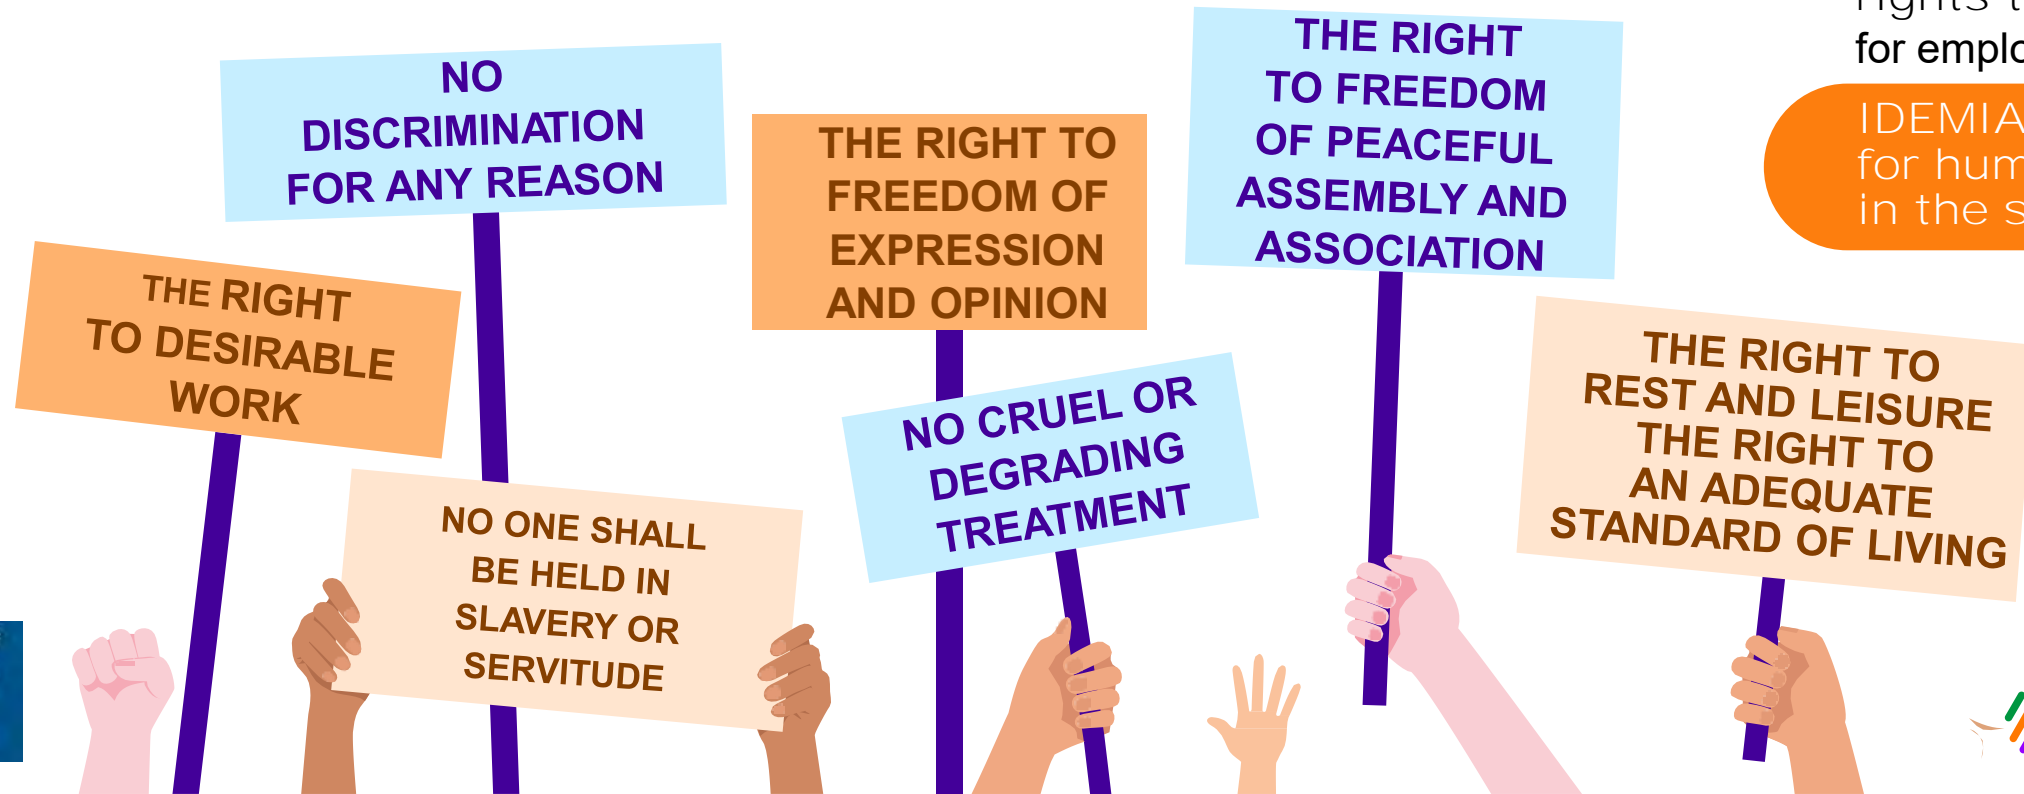 NO
DISCRIMINATION
FOR ANY REASON
THE RIGHT
TO DESIRABLE
WORK
NO ONE SHALL
BE HELD IN
SLAVERY OR
SERVITUDE
THE RIGHT TO
FREEDOM OF
EXPRESSION
AND OPINION
NO CRUEL OR
DEGRADING
TREATMENT
THE RIGHT
TO FREEDOM
OF PEACEFUL
ASSEMBLY AND
ASSOCIATION
THE RIGHT TO
REST AND LEISURE
THE RIGHT TO
AN ADEQUATE
STANDARD OF LIVING
rights
for
IDEMIA
for
in the